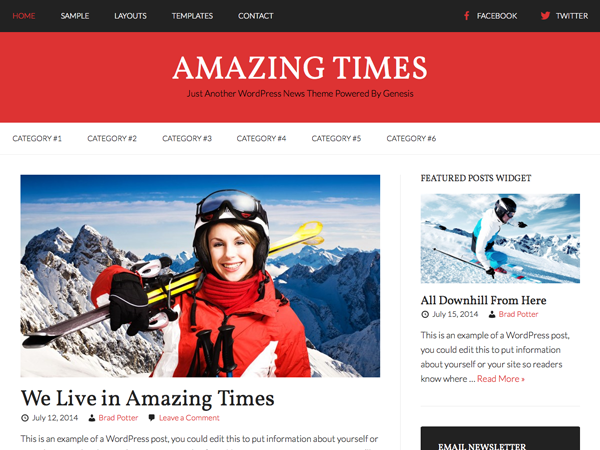 HOME SAMPLE LAYOUTS TEMPLATES CONTACT FACEBOOK TWITTER
AMAZING TIMES
Just Another WordPress News Theme Powered By Genesis
CATEGORY #1 CATEGORY #2 CATEGORY #3 CATEGORY #4 CATEGORY #5 CATEGORY #6
We Live in Amazing Times
July 12, 2014 Brad Potter Leave a Comment
This is an example of a WordPress post, you could edit this to put information about yourself or
FEATURED POSTS WIDGET
All Downhill From Here
July 15, 2014 Brad Potter
This is an example of a WordPress post,
you could edit this to put information
about yourself or your site so readers
know where ... Read More »
EMAIL NEWSLETTER